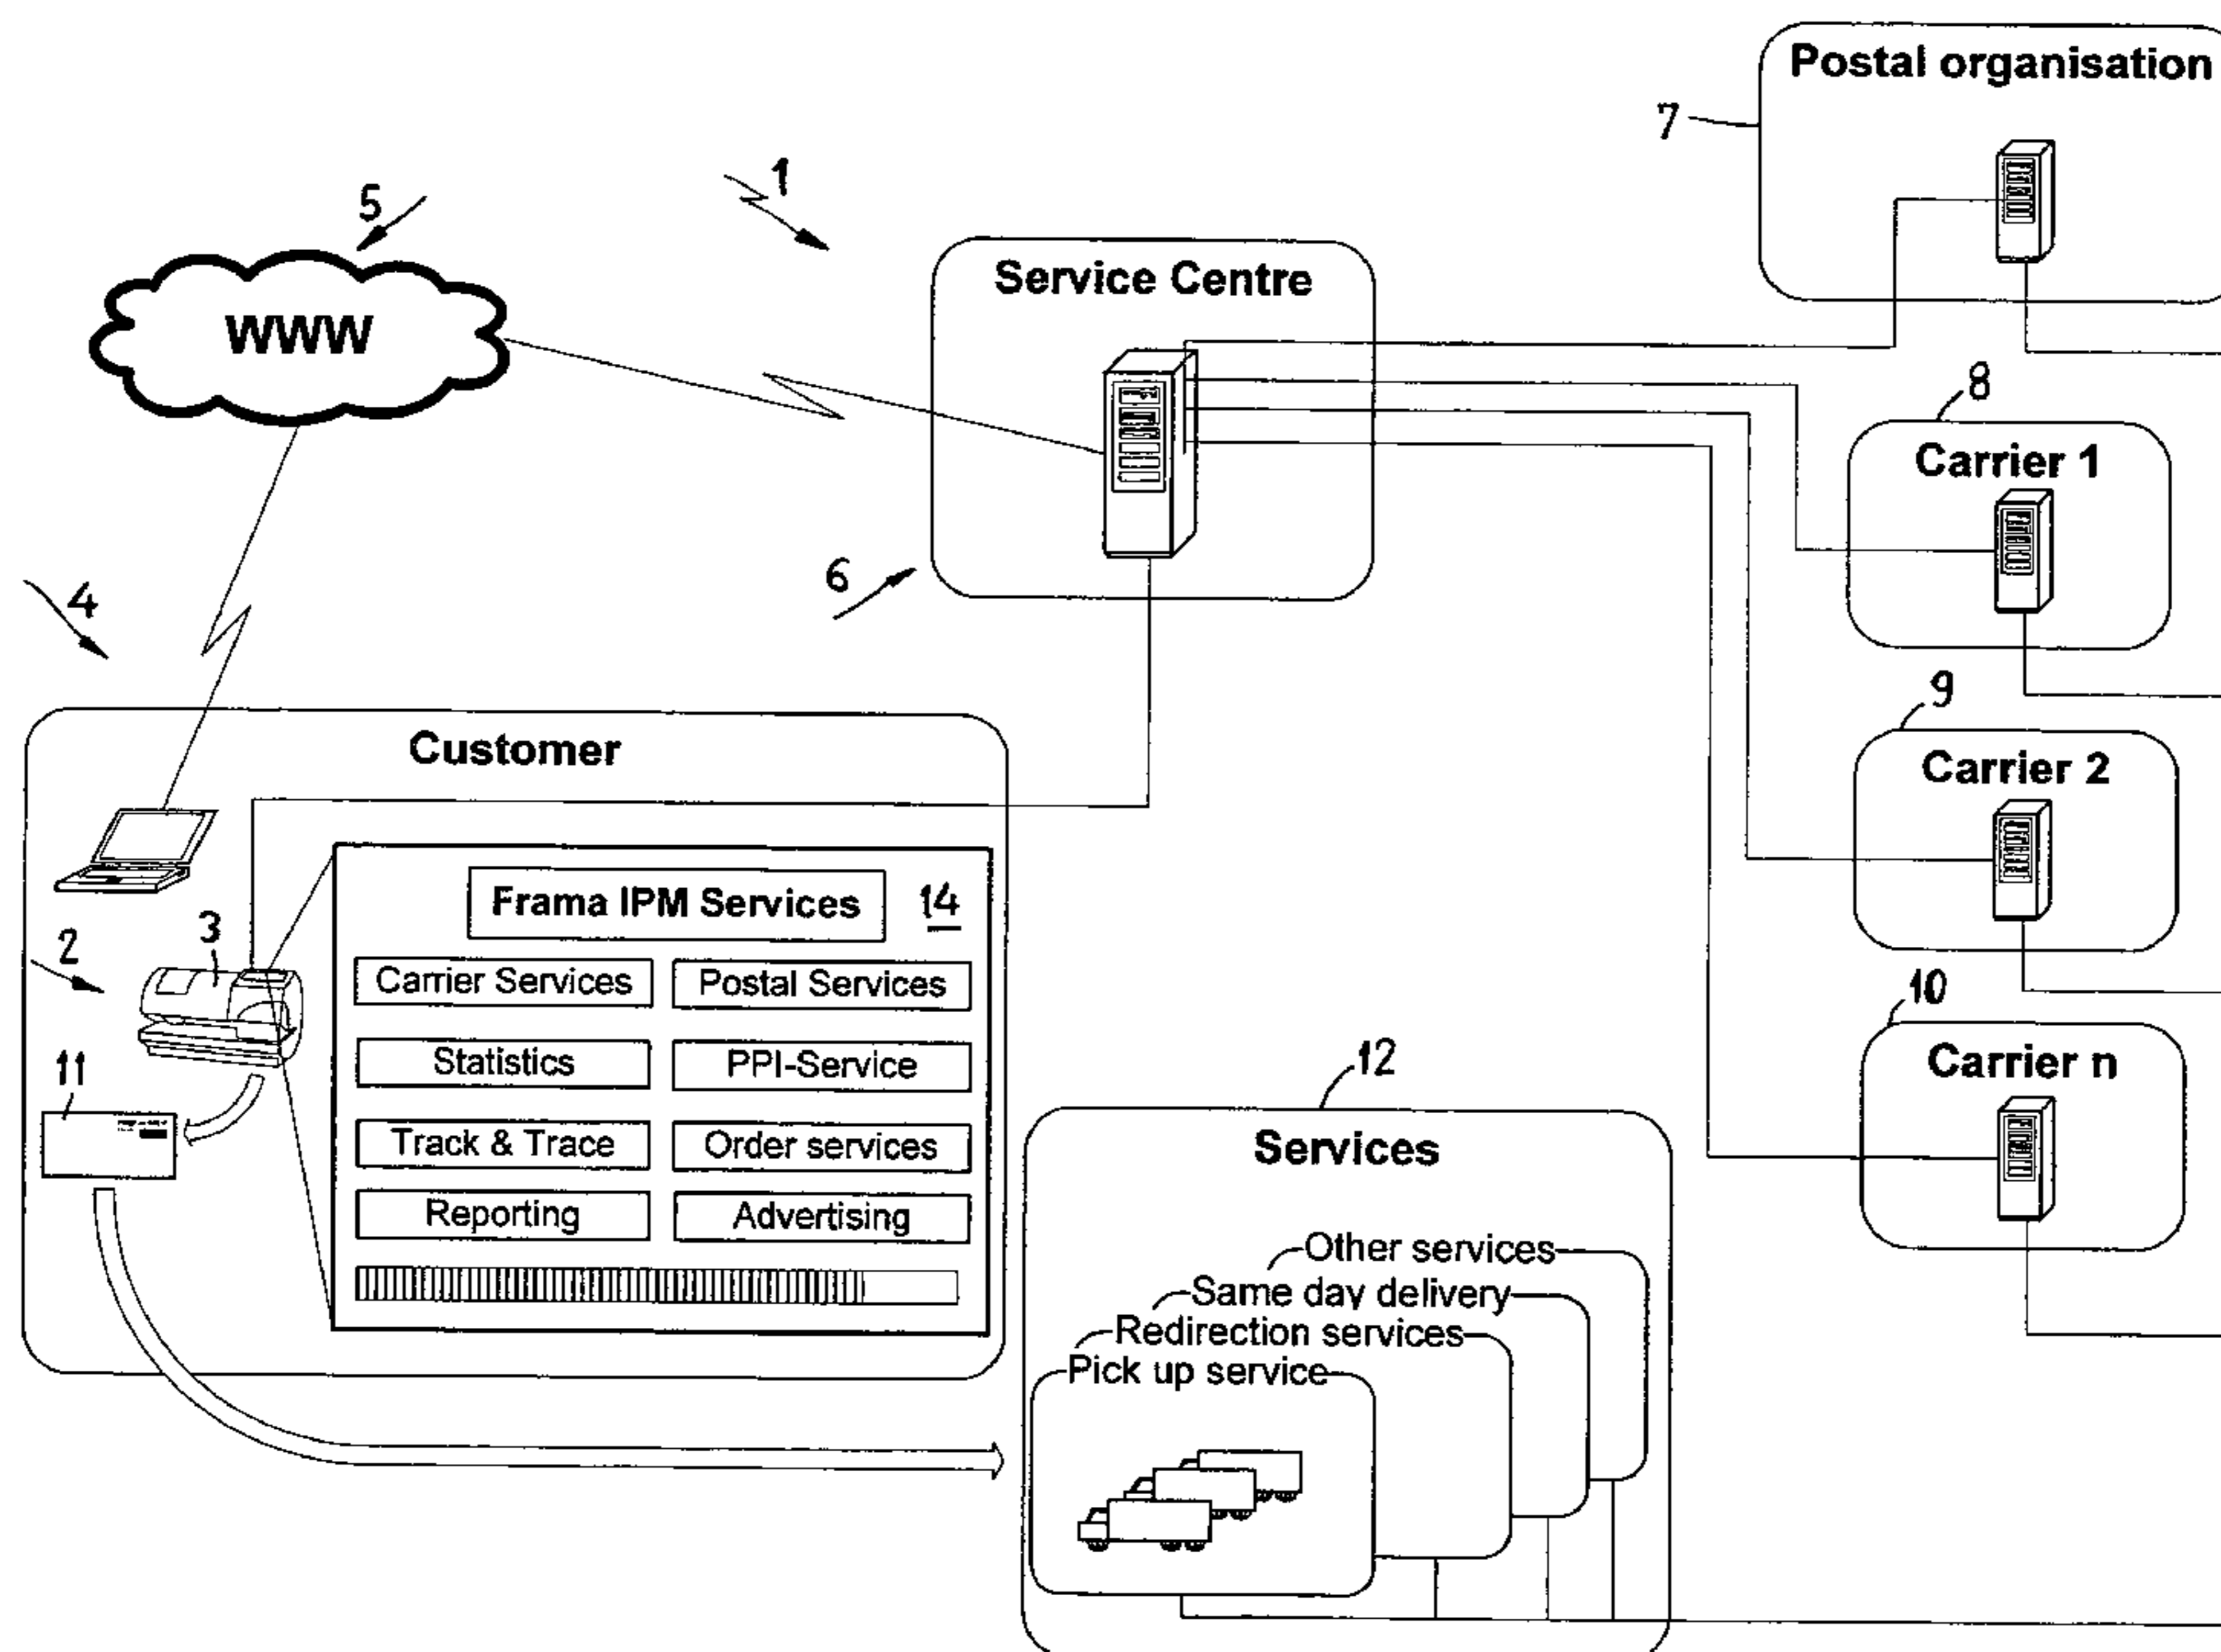 Postal organisation
7
1
5
Service Centre
WWW
8
Carrier 1
6
4
9
Customer
Carrier 2
Frama IPM Services
14
3
2
Carrier Services
Postal Services
10
Statistics
PPI-Service
12
Carrier n
11
Track & Trace
Order services
Services
Reporting
Advertising
Other services
Same day delivery
Redirection services
Pick up service